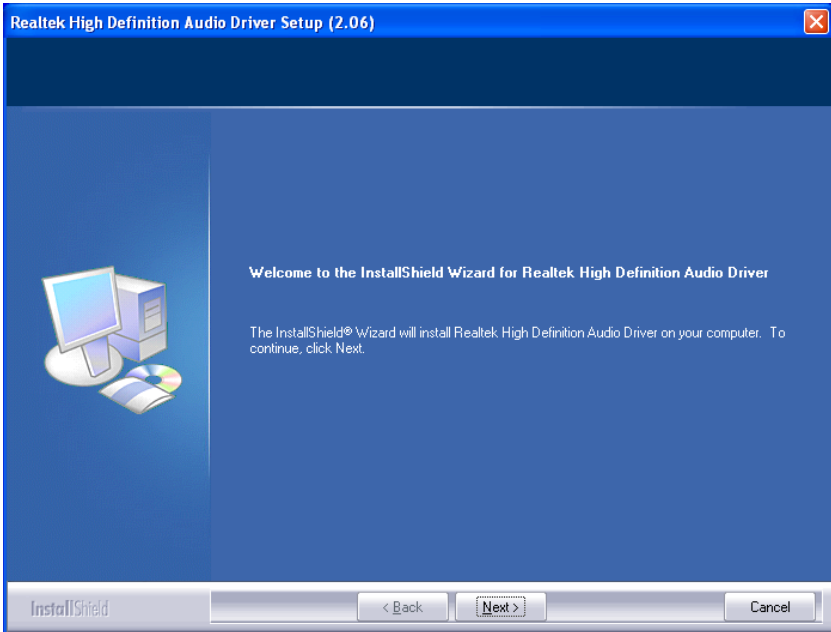 Realtek High Definition Audio Driver Setup (2.06)
Welcome to the InstallShield Wizard for Realtek High Definition Audio Driver
The InstallShield® Wizard will install Realtek High Definition Audio Driver on your computer. To
continue, click Next.
InstallShield
< Back
Next >
Cancel